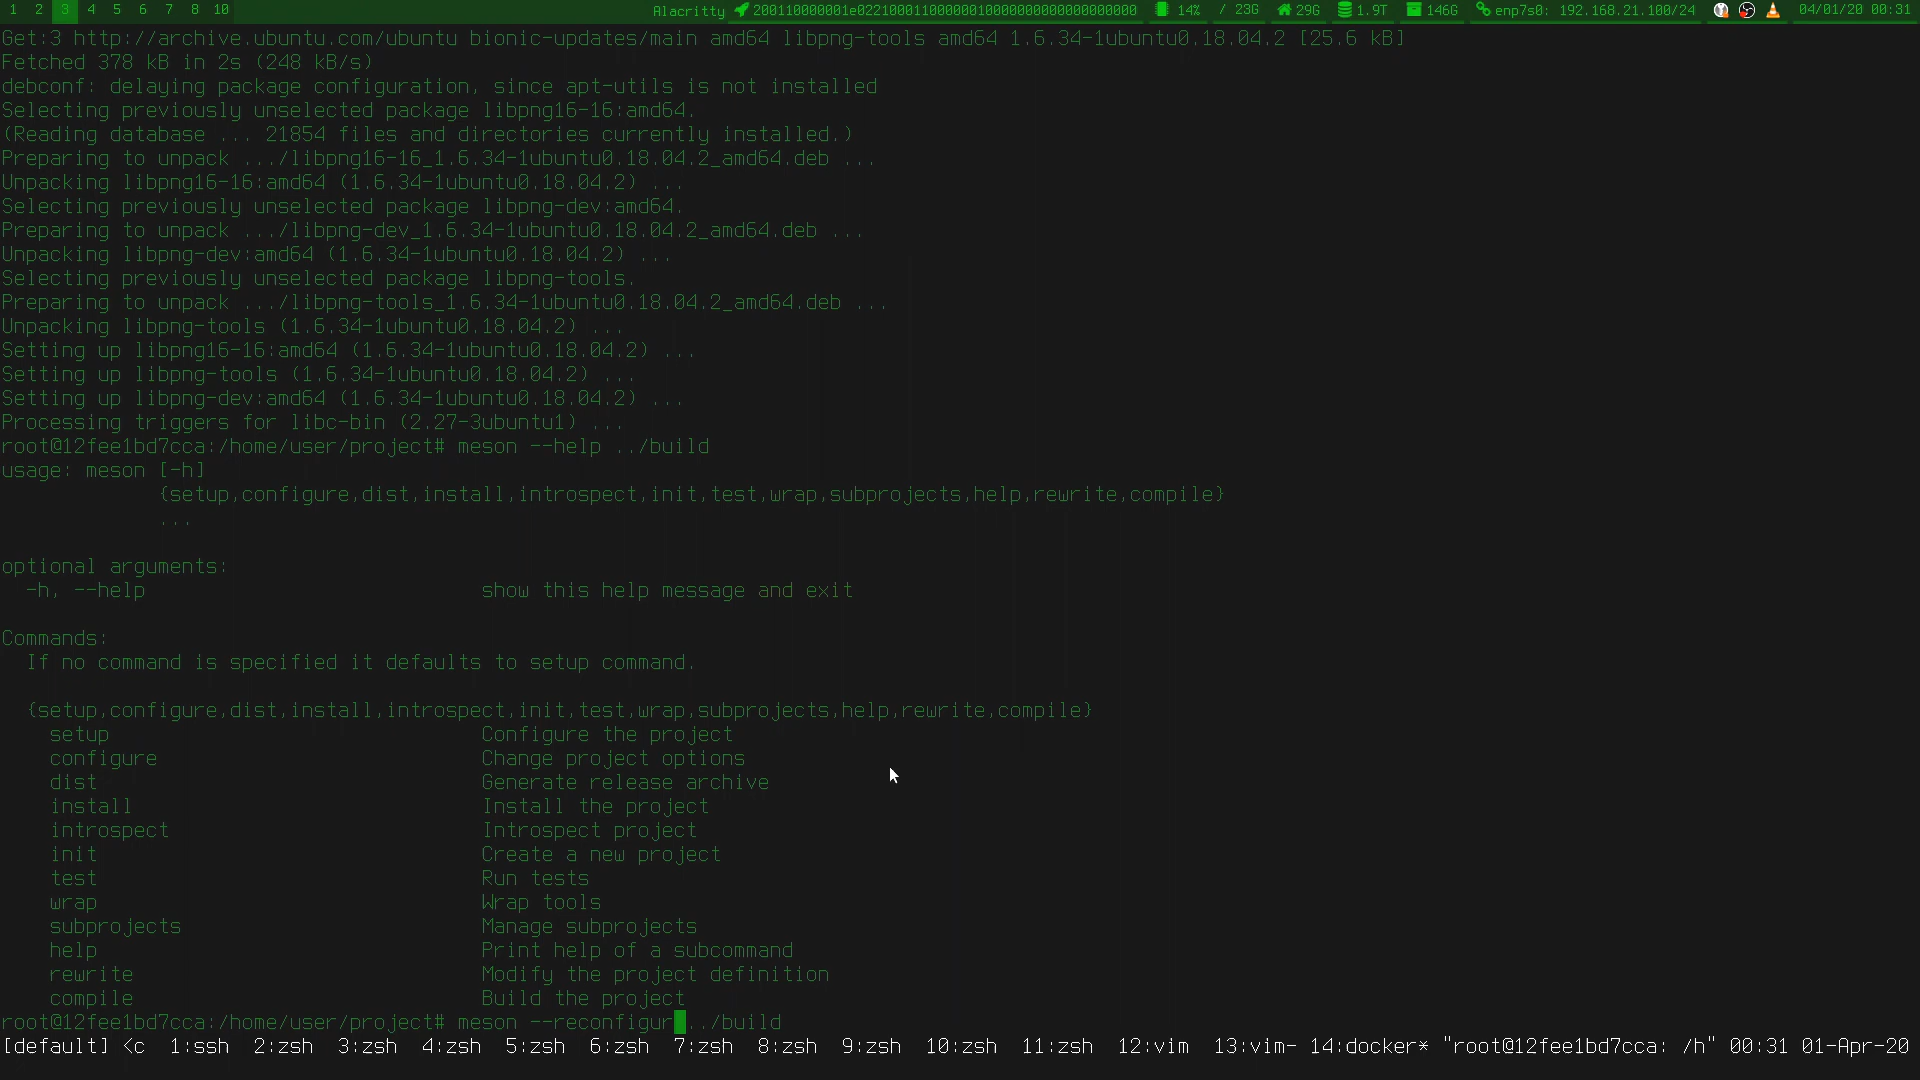 1 2 3 4 5 6 7 8 10 Alacritty 200110000001e0221000110000001000000000000000000000 14% / 23G 29G 1.9T 146G enp7s0: 192.168.21.100/24 04/01/20 00:31
Get:3 http://archive.ubuntu.com/ubuntu bionic-updates/main amd64 libpng-tools amd64 1.6.34-1ubuntu0.18.04.2 [25.6 kB]
Fetched 378 kB in 2s (248 kB/s)
debconf: delaying package configuration, since apt-utils is not installed
Selecting previously unselected package libpng16-16:amd64.
(Reading database ... 21854 files and directories currently installed.)
Preparing to unpack .../libpng16-16_1.6.34-1ubuntu0.18.04.2_amd64.deb ...
Unpacking libpng16-16:amd64 (1.6.34-1ubuntu0.18.04.2) ...
Selecting previously unselected package libpng-dev:amd64.
Preparing to unpack .../libpng-dev_1.6.34-1ubuntu0.18.04.2_amd64.deb ...
Unpacking libpng-dev:amd64 (1.6.34-1ubuntu0.18.04.2) ...
Selecting previously unselected package libpng-tools.
Preparing to unpack .../libpng-tools_1.6.34-1ubuntu0.18.04.2_amd64.deb ...
Unpacking libpng-tools (1.6.34-1ubuntu0.18.04.2) ...
Setting up libpng16-16:amd64 (1.6.34-1ubuntu0.18.04.2) ...
Setting up libpng-tools (1.6.34-1ubuntu0.18.04.2) ...
Setting up libpng-dev:amd64 (1.6.34-1ubuntu0.18.04.2) ...
Processing triggers for libc-bin (2.27-3ubuntu1) ...
root@12fee1bd7cca:/home/user/project# meson --help ../build
usage: meson [-h]
{setup,configure,dist,install,introspect,init,test,wrap,subprojects,help,rewrite,compile}
...
optional arguments:
-h, --help show this help message and exit
Commands:
If no command is specified it defaults to setup command.
{setup,configure,dist,install,introspect,init,test,wrap,subprojects,help,rewrite,compile}
setup Configure the project
configure Change project options
dist Generate release archive
install Install the project
introspect Introspect project
init Create a new project
test Run tests
wrap Wrap tools
subprojects Manage subprojects
help Print help of a subcommand
rewrite Modify the project definition
compile Build the project
root@12fee1bd7cca:/home/user/project# meson --reconfigur ../build
[default] <c 1:ssh 2:zsh 3:zsh 4:zsh 5:zsh 6:zsh 7:zsh 8:zsh 9:zsh 10:zsh 11:zsh 12:vim 13:vim- 14:docker* "root@12fee1bd7cca: /h" 00:31 01-Apr-20